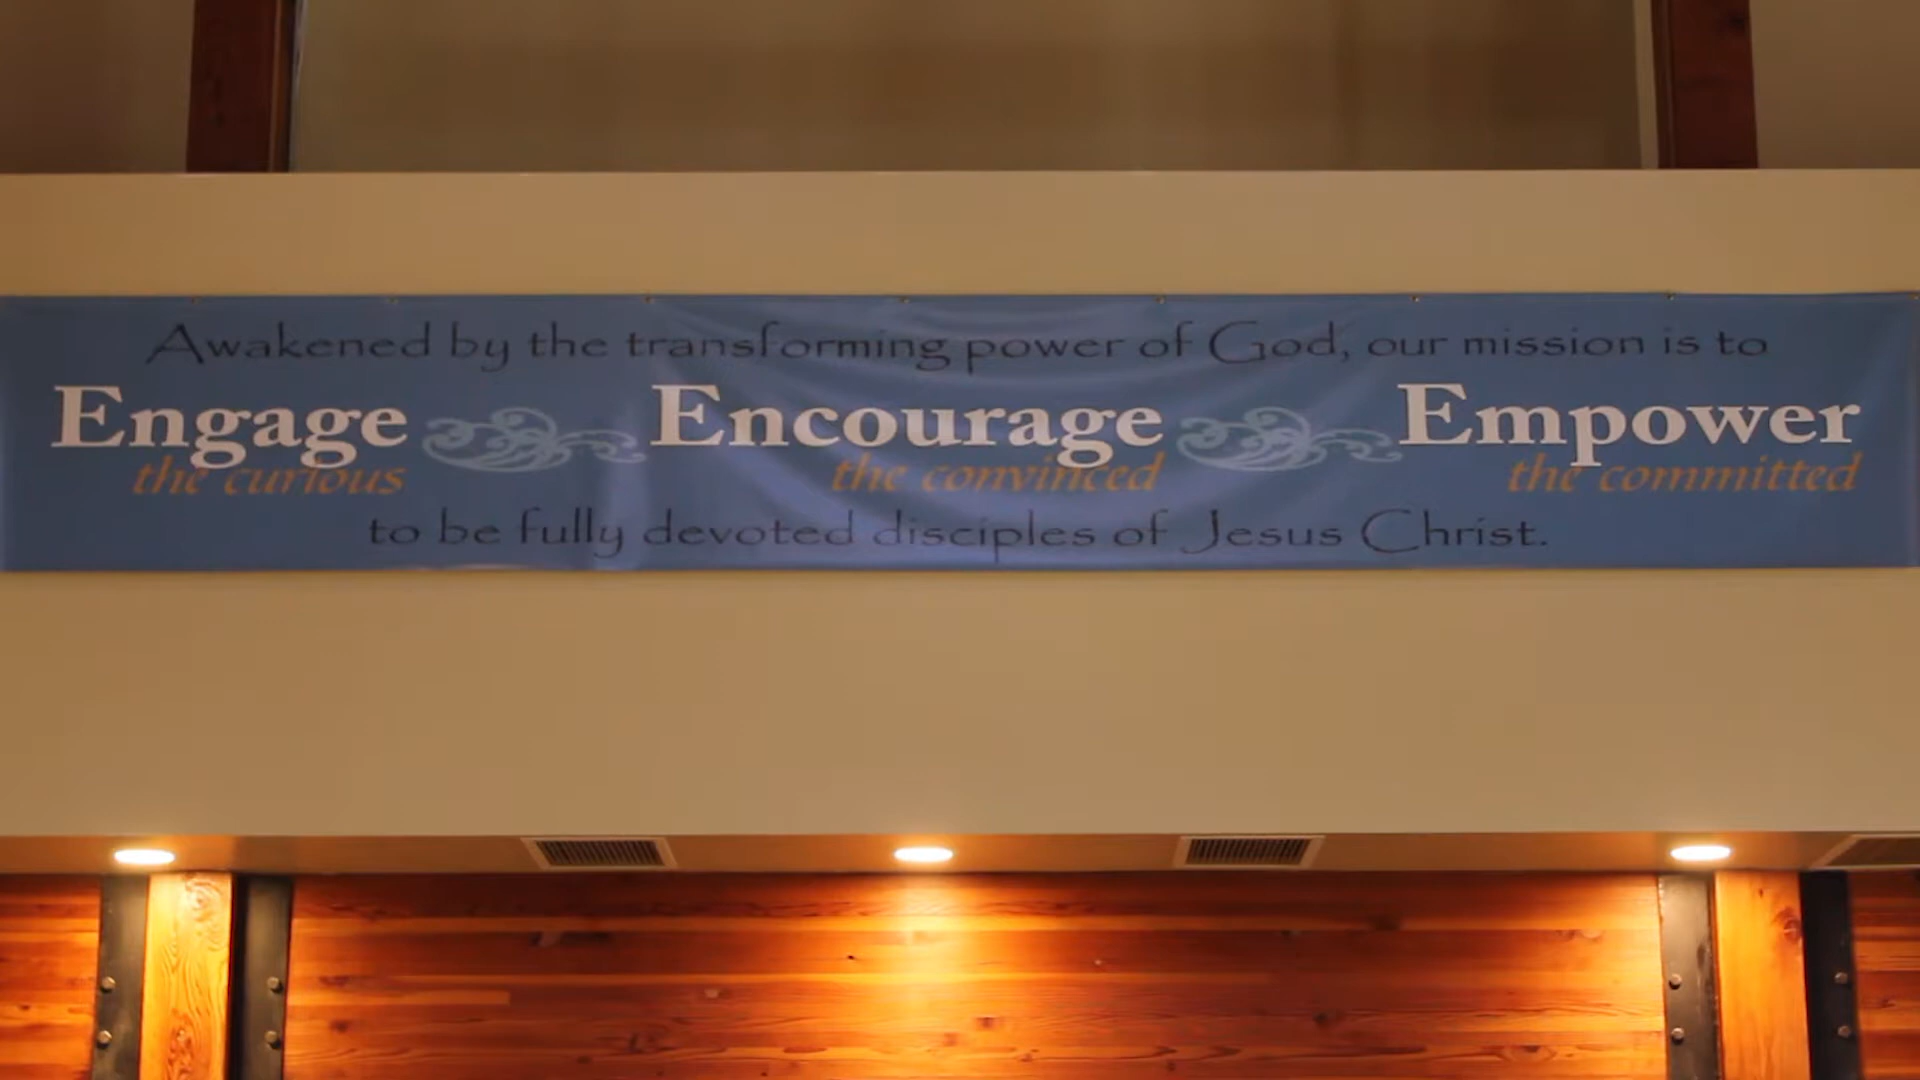 Awakened by the transforming power of God, our mission is to
Engage Encourage Empower
the curious the convinced the committed
to be fully devoted disciples of Jesus Christ.